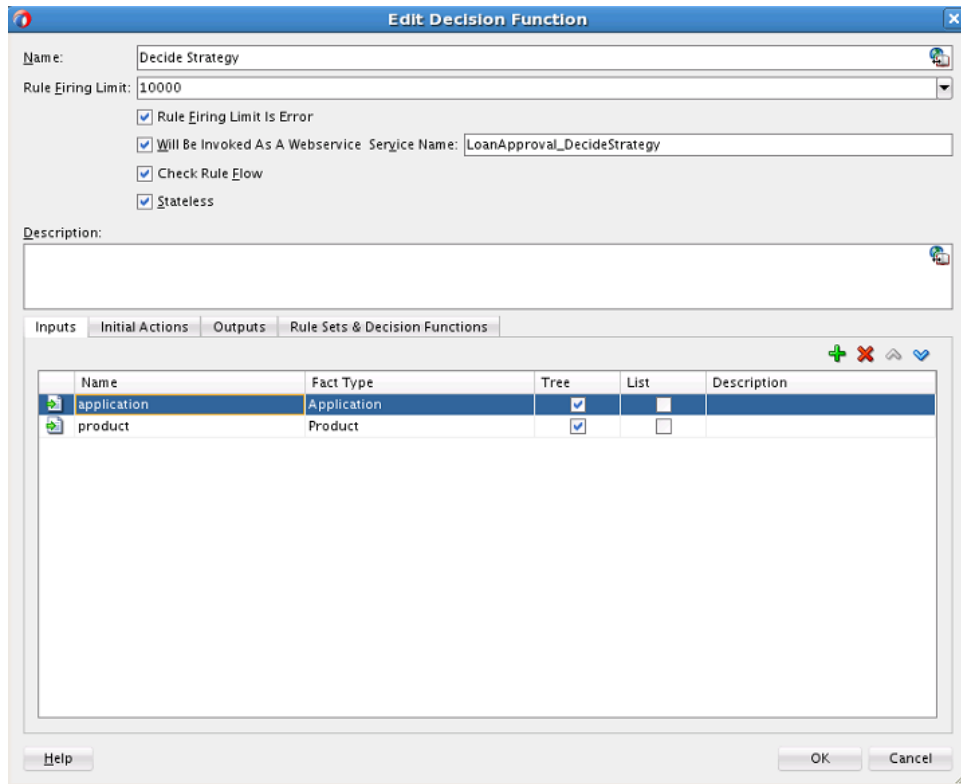 Edit Decision Function
Name: Decide Strategy
Rule Firing Limit: 10000
Rule Firing Limit Is Error
Will Be Invoked As A Webservice Service Name: LoanApproval_DecideStrategy
Check Rule Flow
Stateless
Description:
Inputs Initial Actions Outputs Rule Sets & Decision Functions
Name Fact Type Tree List Description
application Application
product Product
Help OK Cancel